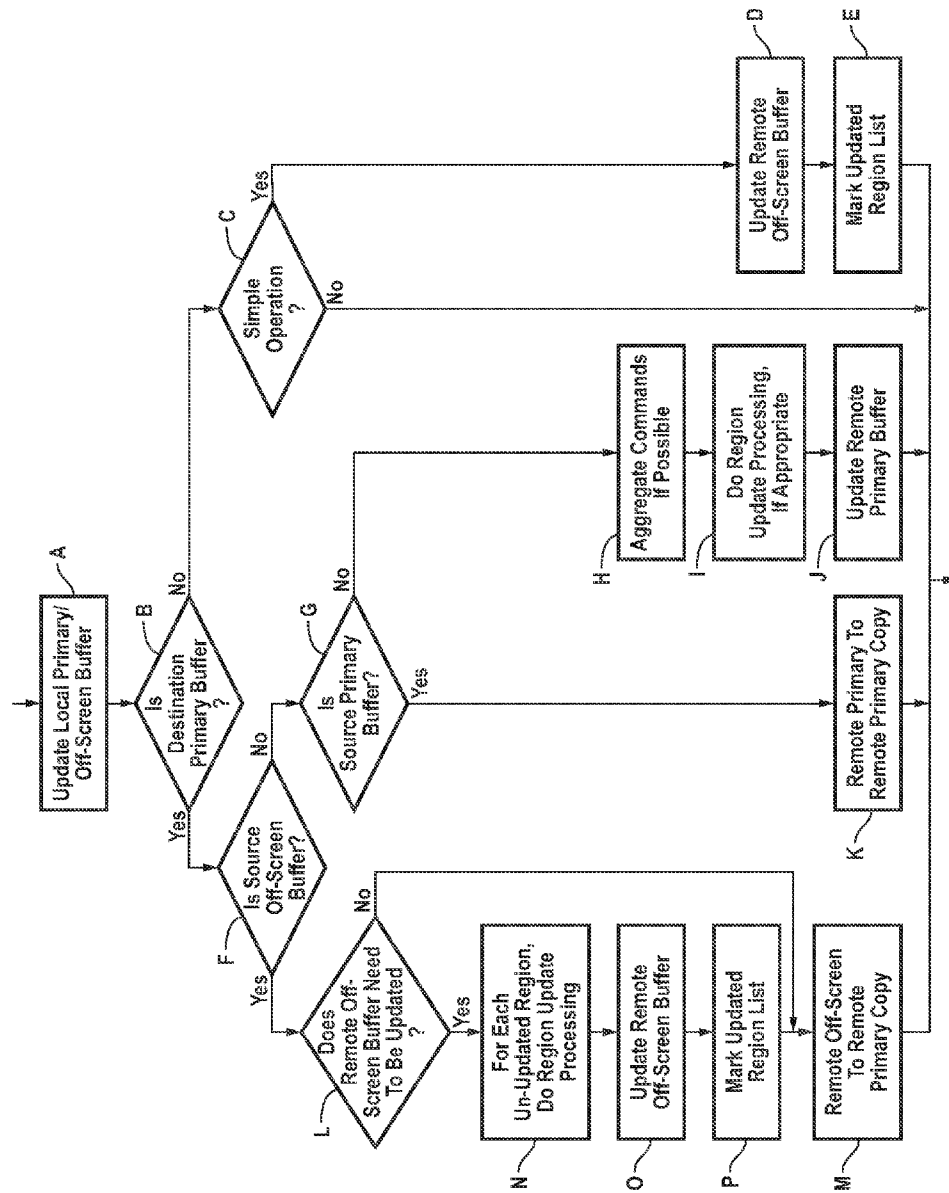 Update Local Primary/
Off-Screen Buffer
A
Is
Destination
Primary Buffer
?
B
No
Yes
Simple
Operation
?
C
Yes
No
Update Remote
Off-Screen Buffer
D
Mark Updated
Region List
E
Is Source
Off-Screen
Buffer?
F
No
Yes
Is
Source Primary
Buffer?
G
No
Yes
Aggregate Commands
If Possible
H
Do Region
Update Processing,
If Appropriate
I
Update Remote
Primary Buffer
J
Remote Primary To
Remote Primary Copy
K
Does
Remote Off-
Screen Buffer Need
To Be Updated
?
L
No
Yes
For Each
Un-Updated Region,
Do Region Update
Processing
N
Update Remote
Off-Screen Buffer
O
Mark Updated
Region List
P
Remote Off-Screen
To Remote
Primary Copy
M